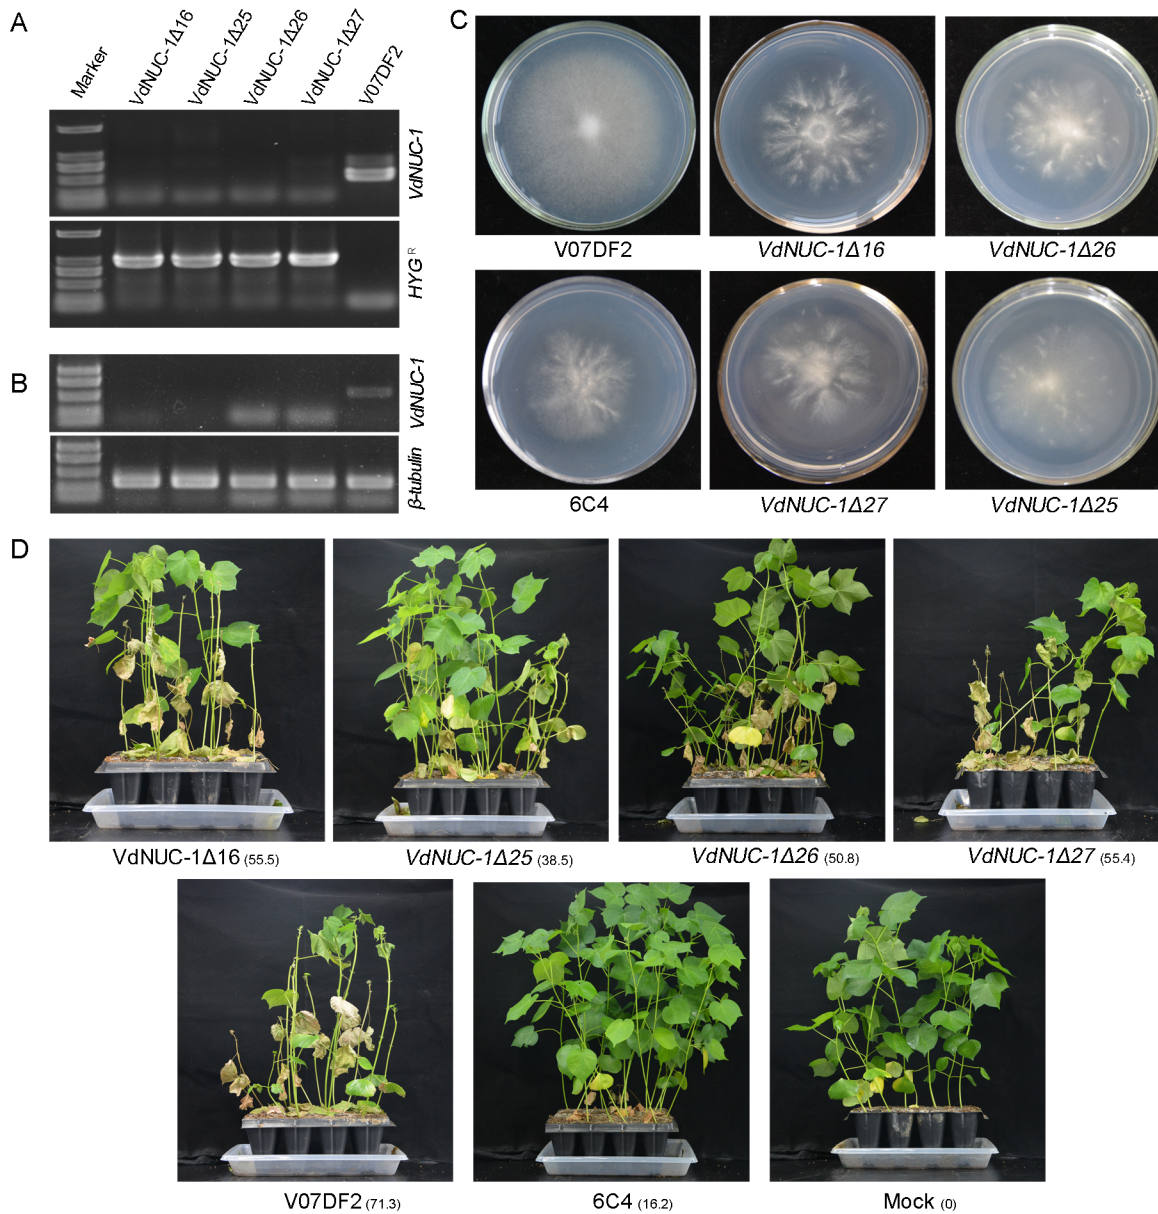 A
Marker
VdNUC-1Δ16
VdNUC-1Δ25
VdNUC-1Δ26
VdNUC-1Δ27
V07DF2
VdNUC-1
HYG R
B
VdNUC-1
β-tubulin
C
V07DF2
VdNUC-1Δ16
VdNUC-1Δ26
6C4
VdNUC-1Δ27
VdNUC-1Δ25
D
VdNUC-1Δ16 (55.5)
VdNUC-1Δ25 (38.5)
VdNUC-1Δ26 (50.8)
VdNUC-1Δ27 (55.4)
V07DF2 (71.3)
6C4 (16.2)
Mock (0)